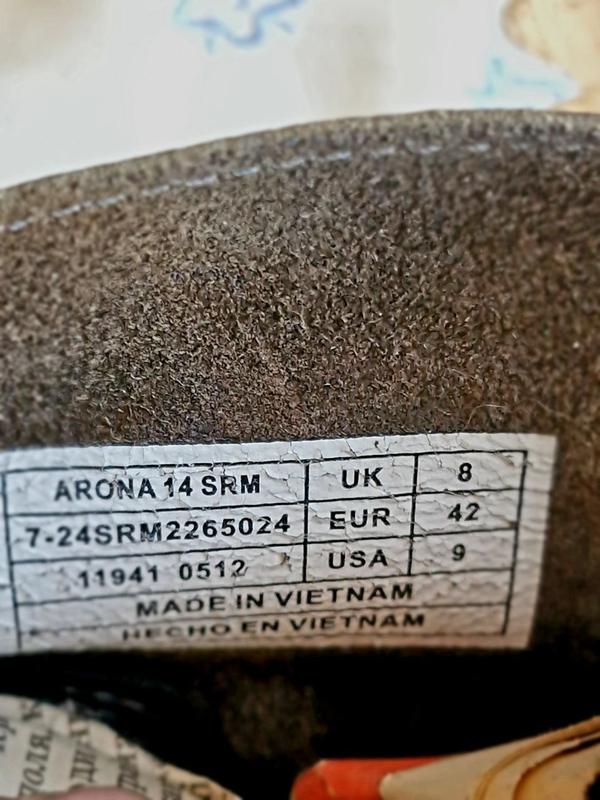 ARONA 14 SRM UK 8
7-24SRM2265024 EUR 42
11941 0512 USA 9
MADE IN VIETNAM
HECHO EN VIETNAM
поля,